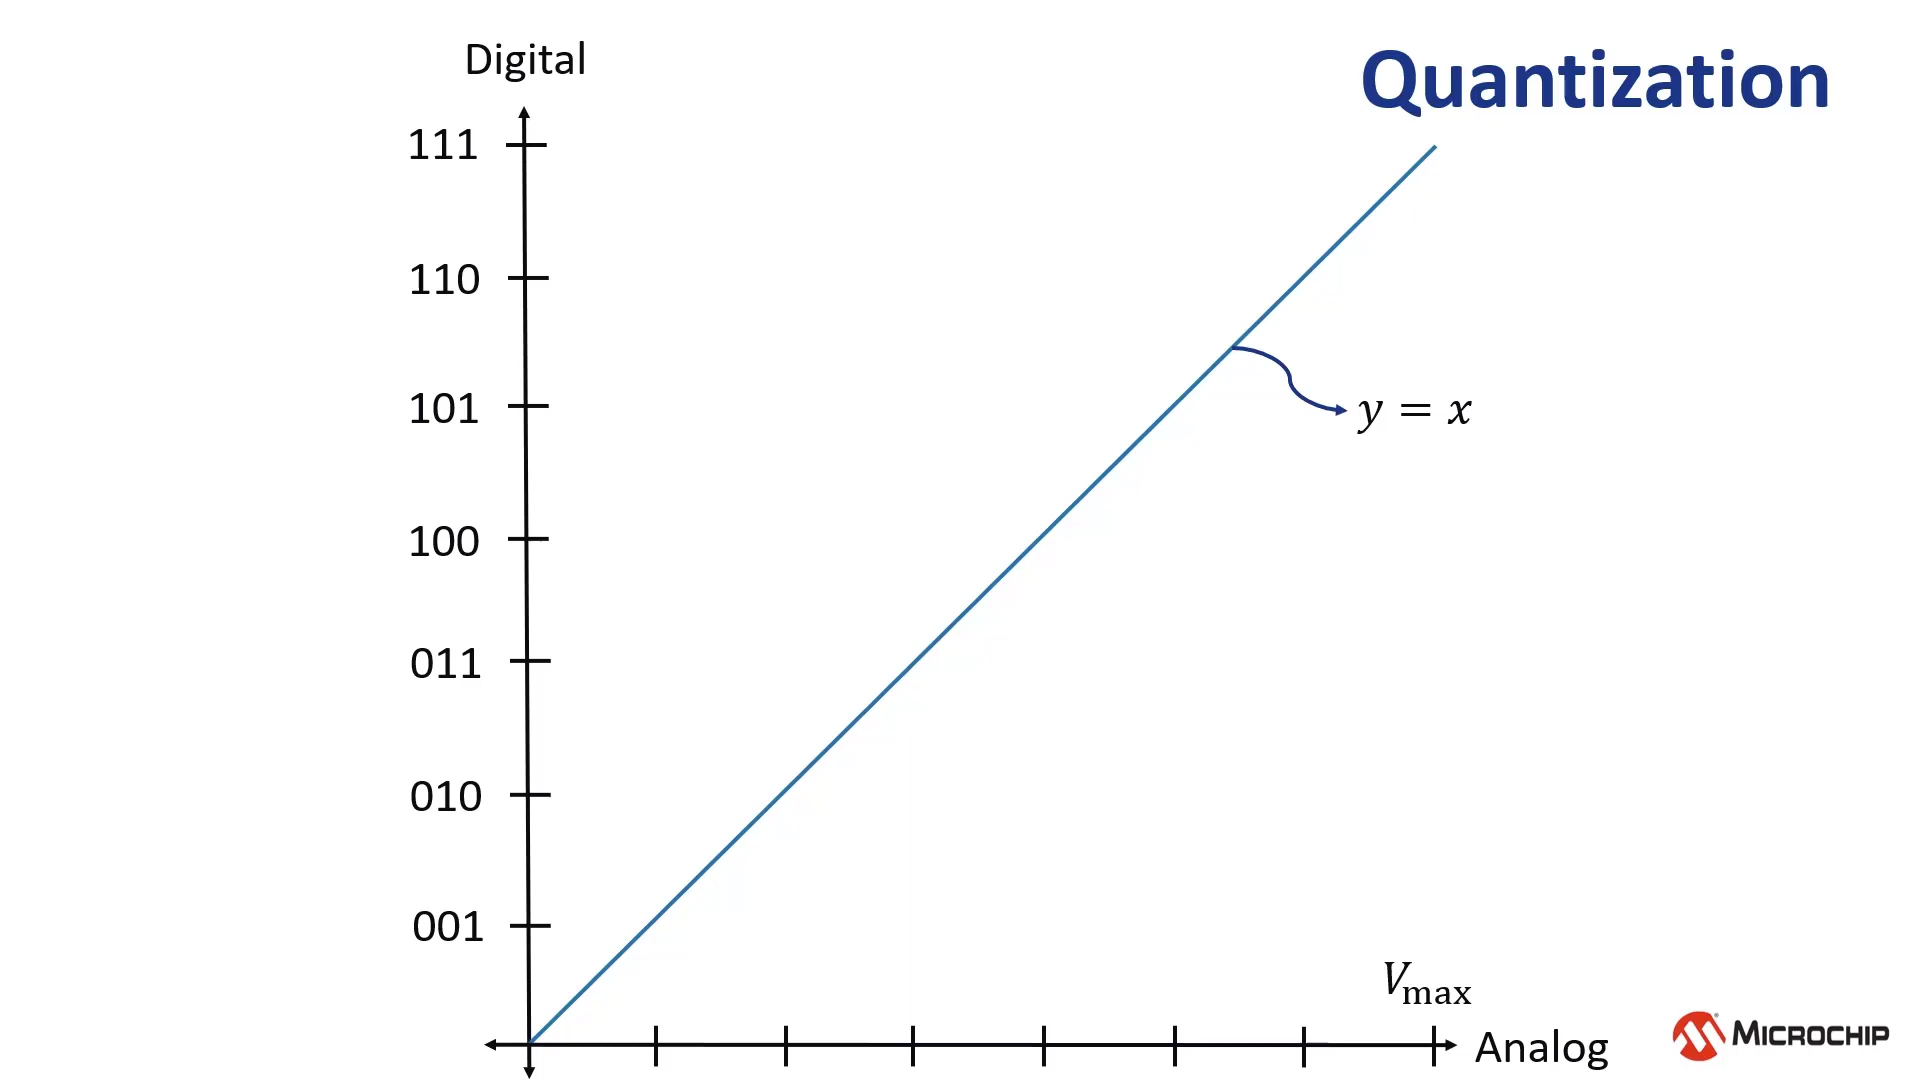 Digital
Quantization
111
110
101
y = x
100
011
010
001
Vmax
Analog
MICROCHIP